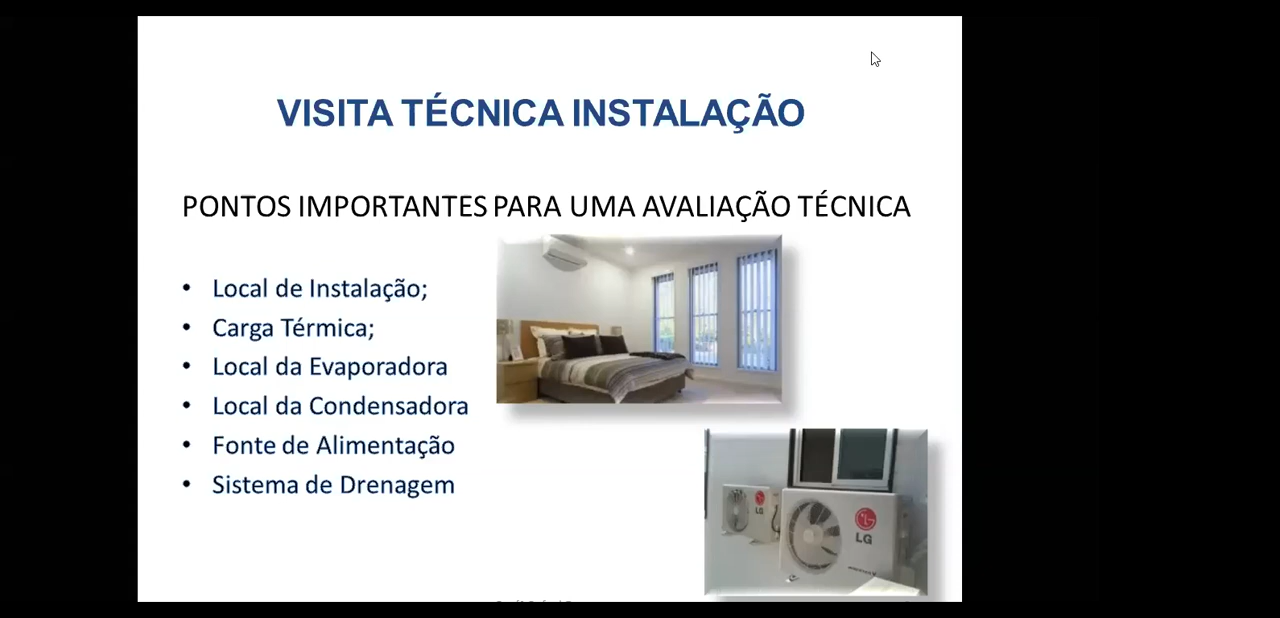 VISITA TÉCNICA INSTALAÇÃO
PONTOS IMPORTANTES PARA UMA AVALIAÇÃO TÉCNICA
• Local de Instalação;
• Carga Térmica;
• Local da Evaporadora
• Local da Condensadora
• Fonte de Alimentação
• Sistema de Drenagem
LG
LG